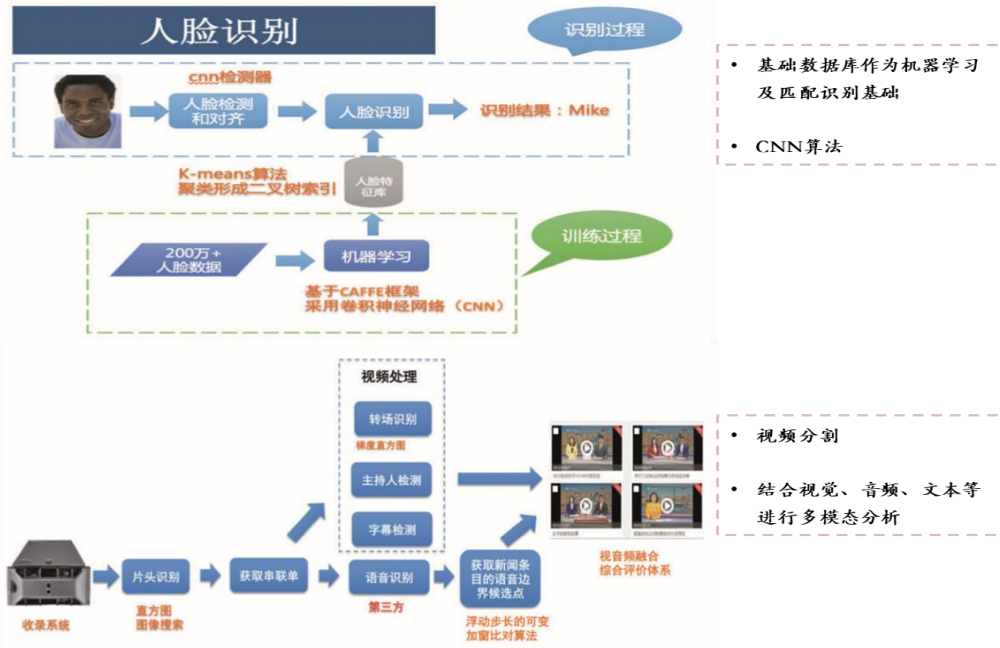 人脸识别
识别过程
cnn检测器
人脸检测
和对齐
人脸识别
识别结果：Mike
K-means算法
聚类形成二叉树索引
人脸特
征库
训练过程
200万+
人脸数据
机器学习
基于CAFFE框架
采用卷积神经网络（CNN）
• 基础数据库作为机器学习
及匹配识别基础
• CNN算法
视频处理
转场识别
梯度直方图
主持人检测
字幕检测
收录系统
片头识别
直方图
图像搜索
获取串联单
语音识别
第三方
获取新闻条
目的语音边
界候选点
浮动步长的可变
加窗比对算法
视音频融合
综合评价体系
• 视频分割
• 结合视觉、音频、文本等
进行多模态分析